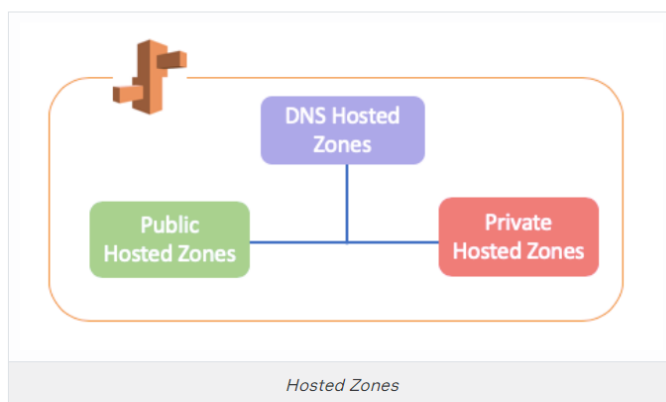 DNS Hosted
Zones
Public
Hosted Zones
Private
Hosted Zones
Hosted Zones